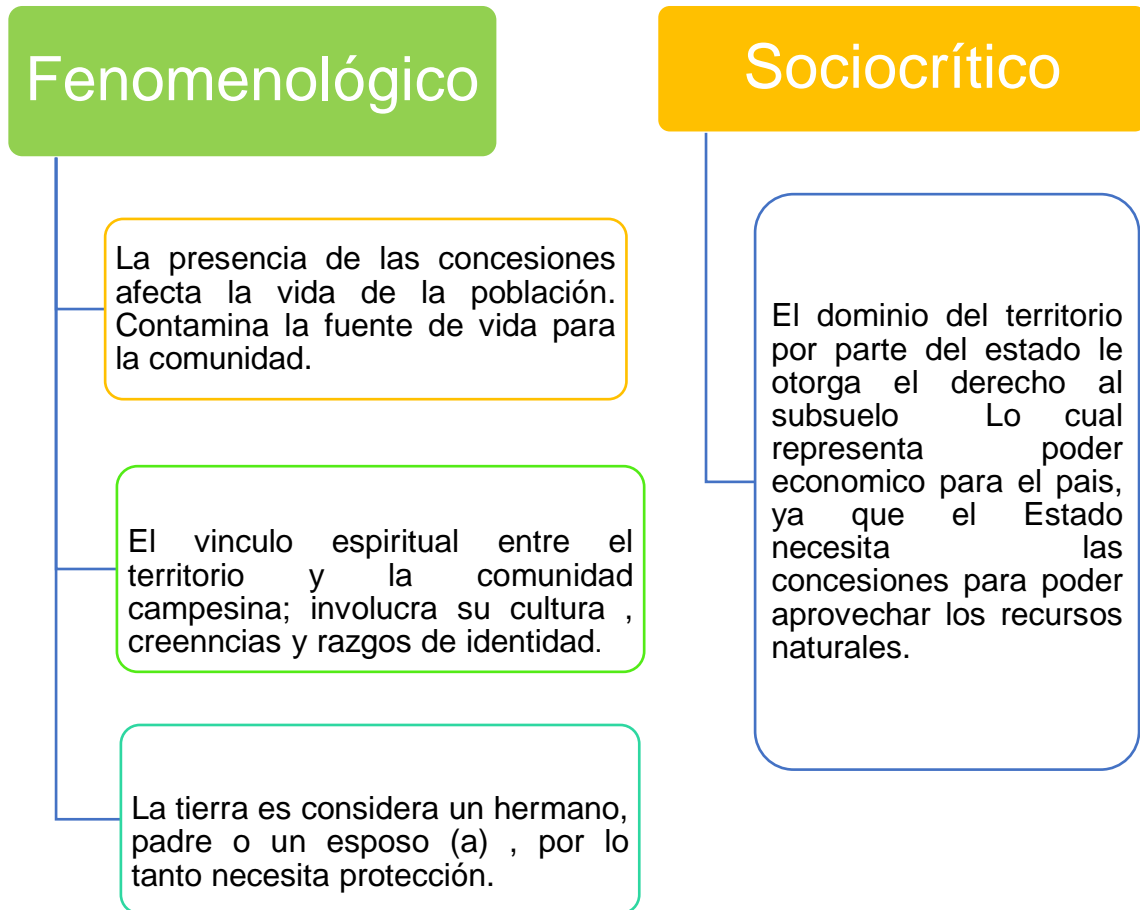 Fenomenológico
La presencia de las concesiones
afecta la vida de la población.
Contamina la fuente de vida para
la comunidad.
El vinculo espiritual entre el
territorio y la comunidad
campesina; involucra su cultura ,
creenncias y razgos de identidad.
La tierra es considera un hermano,
padre o un esposo (a) , por lo
tanto necesita protección.
Sociocrítico
El dominio del territorio
por parte del estado le
otorga el derecho al
subsuelo Lo cual
representa poder
economico para el pais,
ya que el Estado
necesita las
concesiones para poder
aprovechar los recursos
naturales.